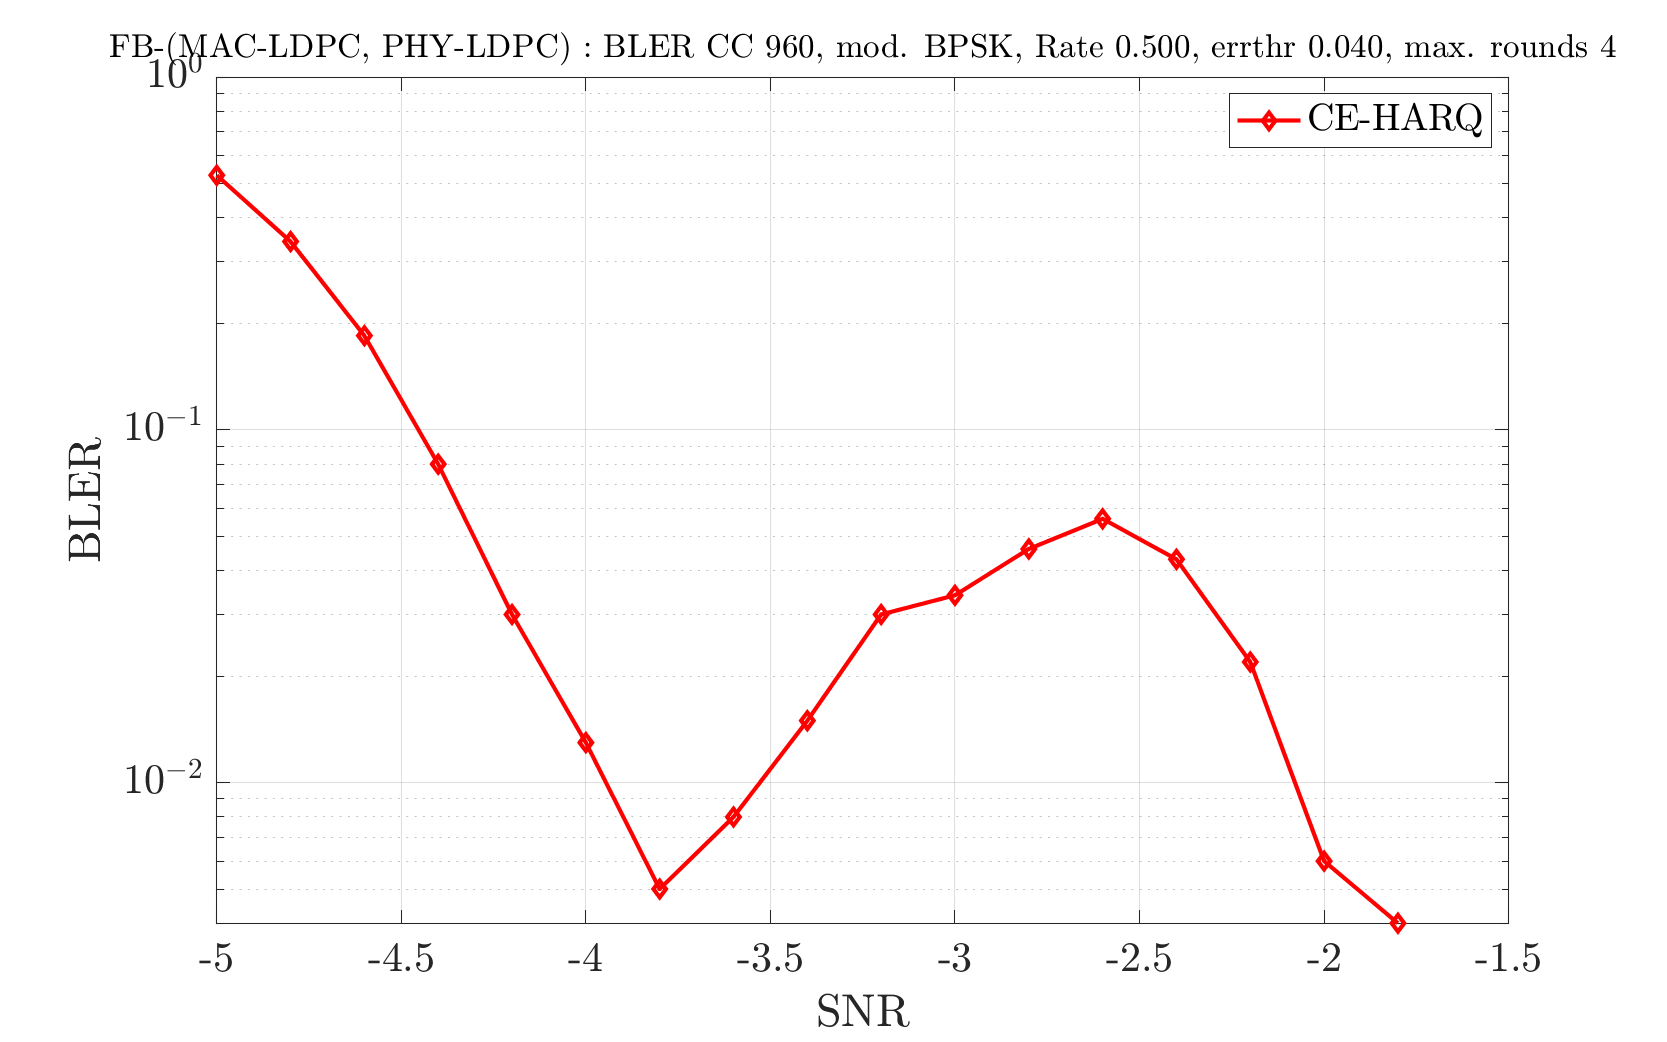 FB-(MAC-LDPC, PHY-LDPC) : BLER CC 960, mod. BPSK, Rate 0.500, errthr 0.040, max. rounds 4
10^0
CE-HARQ
10^{-1}
BLER
10^{-2}
-5 -4.5 -4 -3.5 -3 -2.5 -2 -1.5
SNR